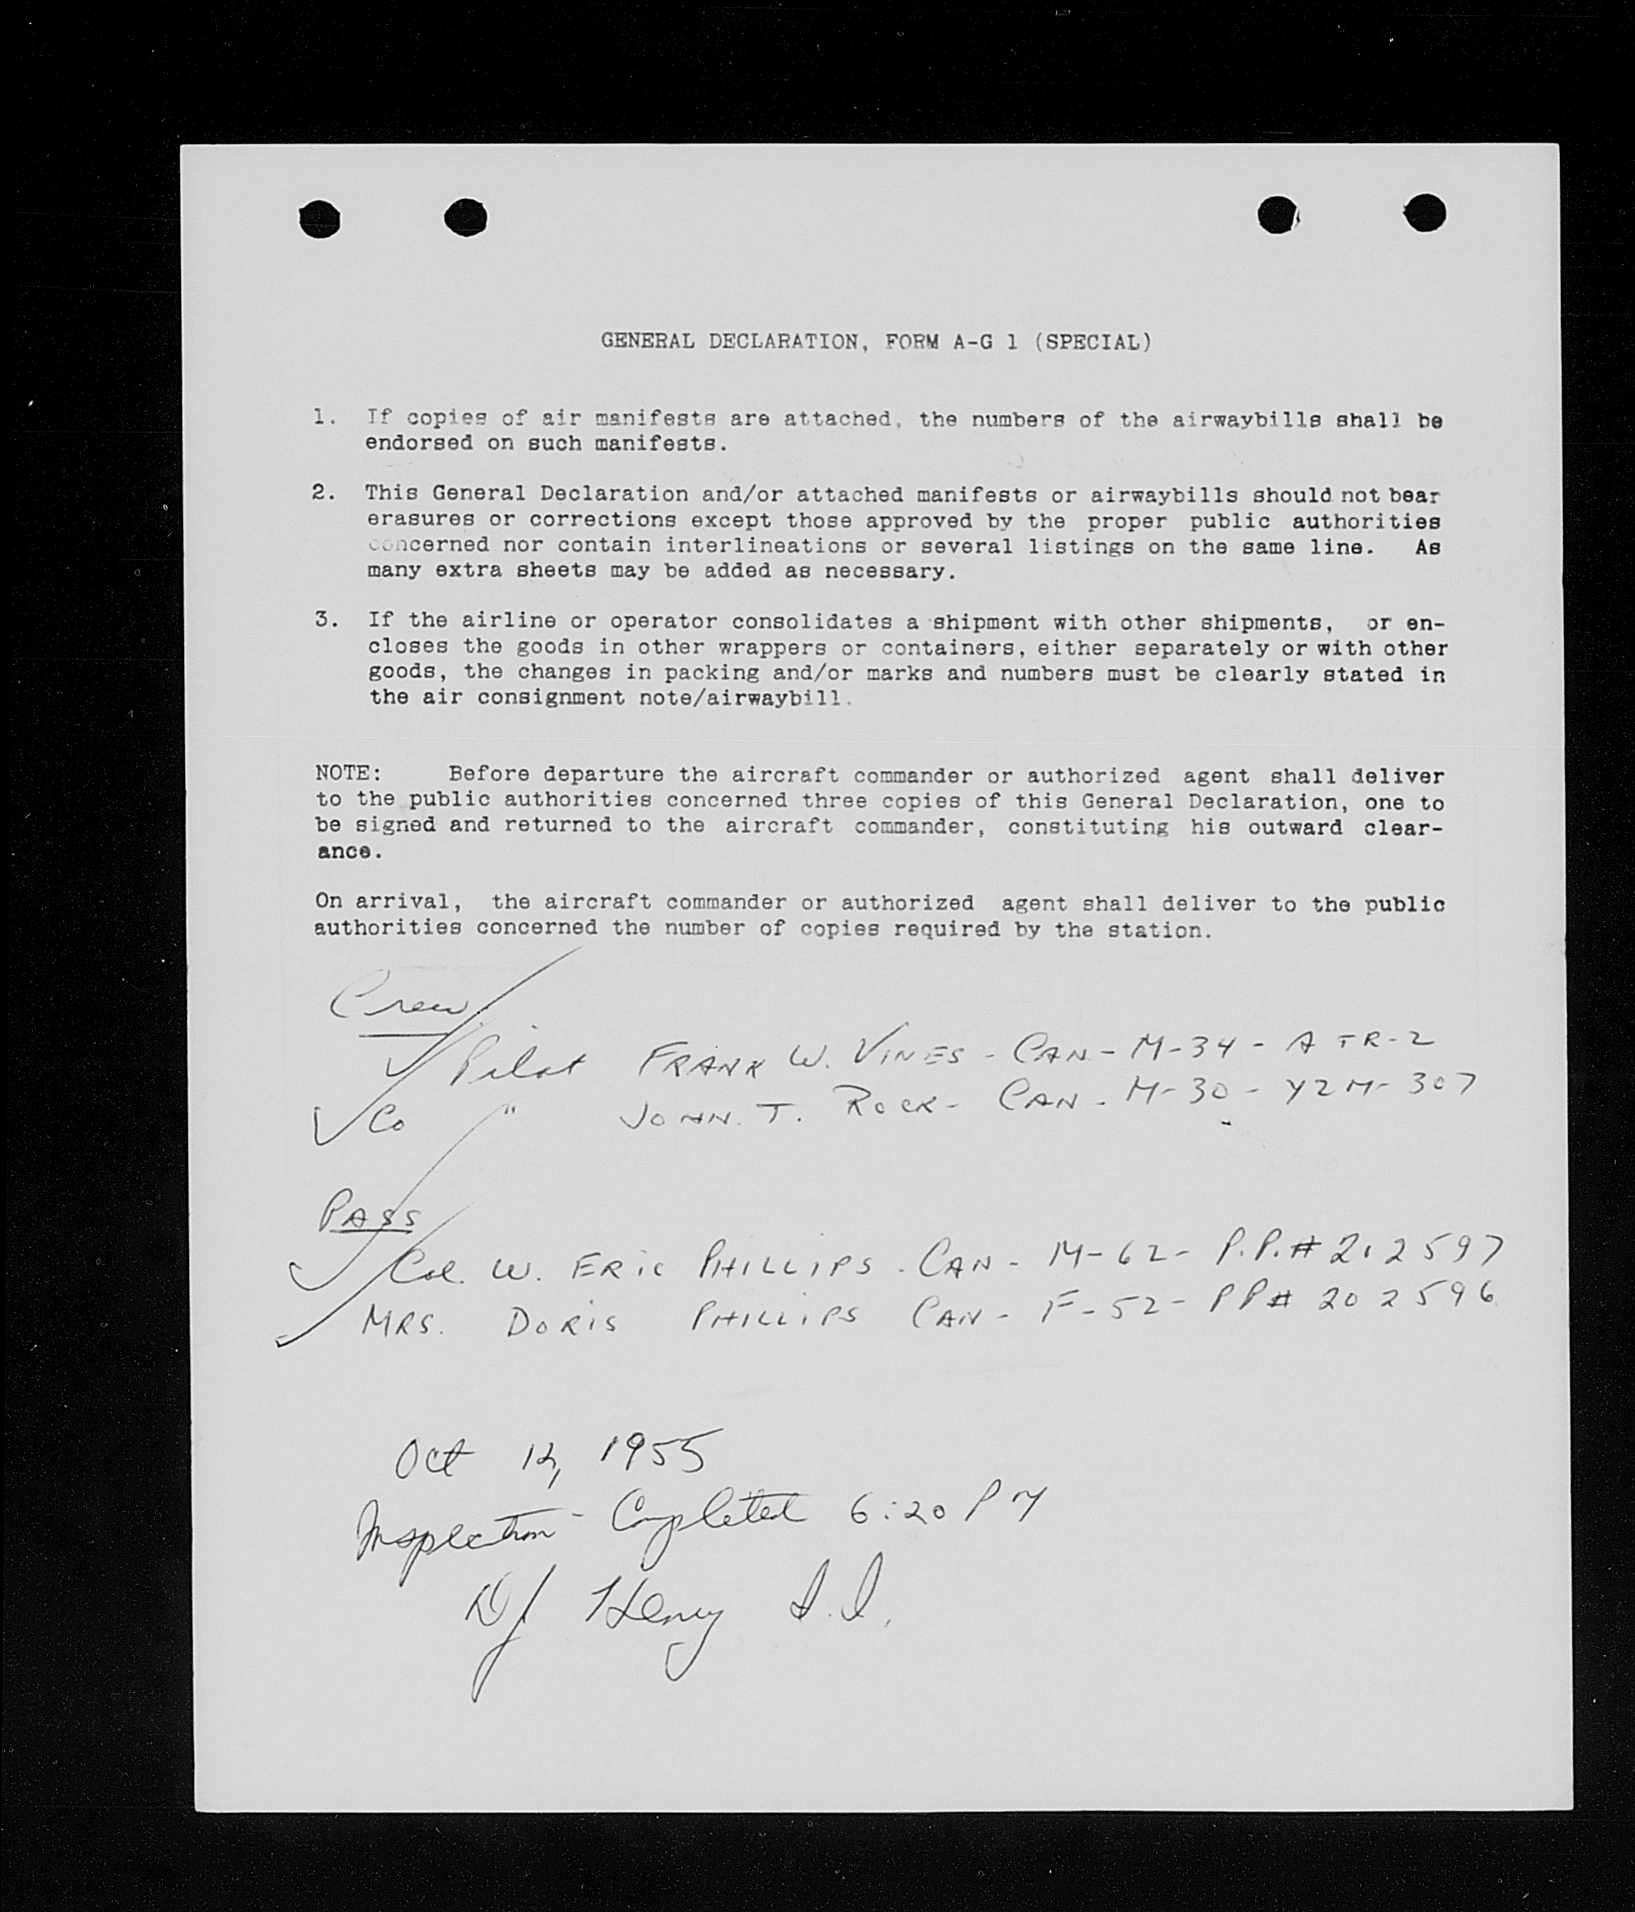 GENERAL DECLARATION, FORM A-G 1 (SPECIAL)
1. If copies of air manifests are attached, the numbers of the airwaybills shall be
endorsed on such manifests.
2. This General Declaration and/or attached manifests or airwaybills should not bear
erasures or corrections except those approved by the proper public authorities
concerned nor contain interlineations or several listings on the same line. As
many extra sheets may be added as necessary.
3. If the airline or operator consolidates a shipment with other shipments, or en-
closes the goods in other wrappers or containers, either separately or with other
goods, the changes in packing and/or marks and numbers must be clearly stated in
the air consignment note/airwaybill.
NOTE: Before departure the aircraft commander or authorized agent shall deliver
to the public authorities concerned three copies of this General Declaration, one to
be signed and returned to the aircraft commander, constituting his outward clear-
ance.
On arrival, the aircraft commander or authorized agent shall deliver to the public
authorities concerned the number of copies required by the station.
Crew
Pilot FRANK W. VINES - CAN - M-34 - ATR-2
Co " JOHN. T. ROCK - CAN - M-30 - YZM-307
PASS
Col. W. ERIC PHILLIPS - CAN - M-62 - P.P.# 212597
MRS. DORIS PHILLIPS CAN - F-52 - PP# 202596
Oct 12, 1955
Inspection - Completed 6:20 PM
DJ Henry I.I.